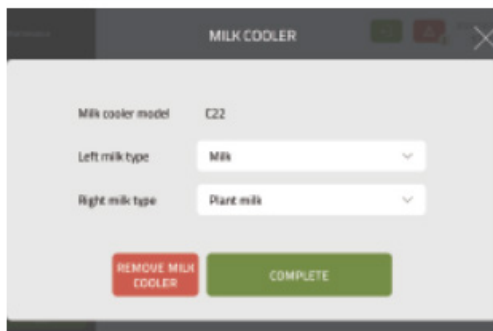 MILK COOLER
Milk cooler model C22
Left milk type Milk
Right milk type Plant milk
REMOVE MILK
COOLER
COMPLETE